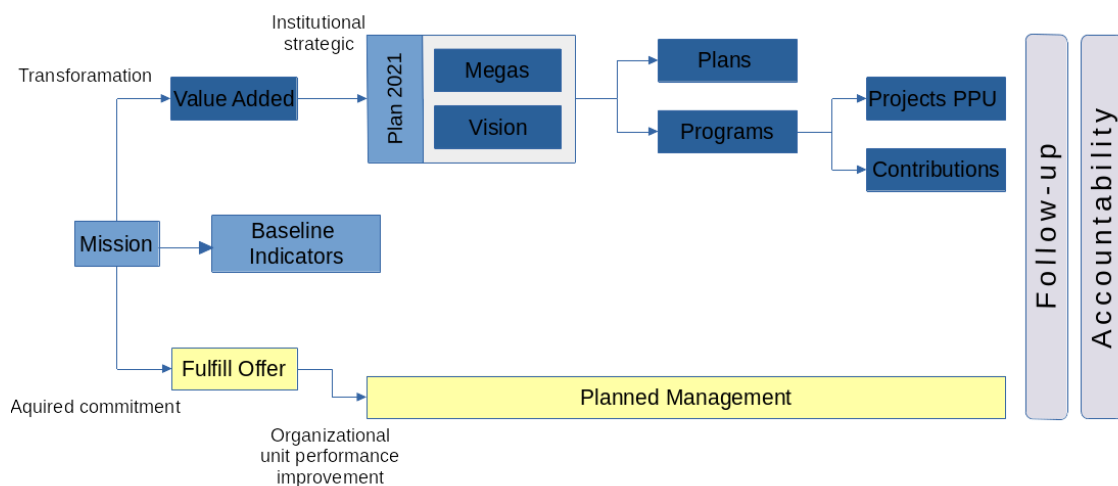 Institutional
strategic
Transforamation
Value Added
Plan 2021
Megas
Vision
Plans
Programs
Projects PPU
Contributions
Mission
Baseline
Indicators
Fulfill Offer
Aquired commitment
Planned Management
Organizational
unit performance
improvement
Follow-up
Accountability